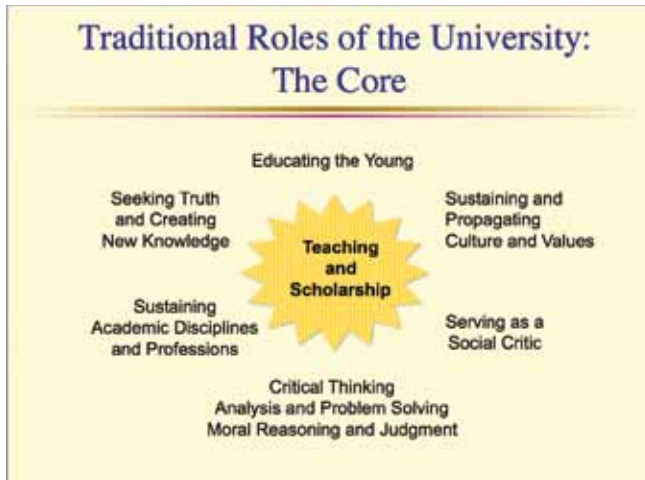 Traditional Roles of the University:
The Core
Educating the Young
Seeking Truth
and Creating
New Knowledge
Sustaining and
Propagating
Culture and Values
Teaching
and
Scholarship
Sustaining
Academic Disciplines
and Professions
Serving as a
Social Critic
Critical Thinking
Analysis and Problem Solving
Moral Reasoning and Judgment